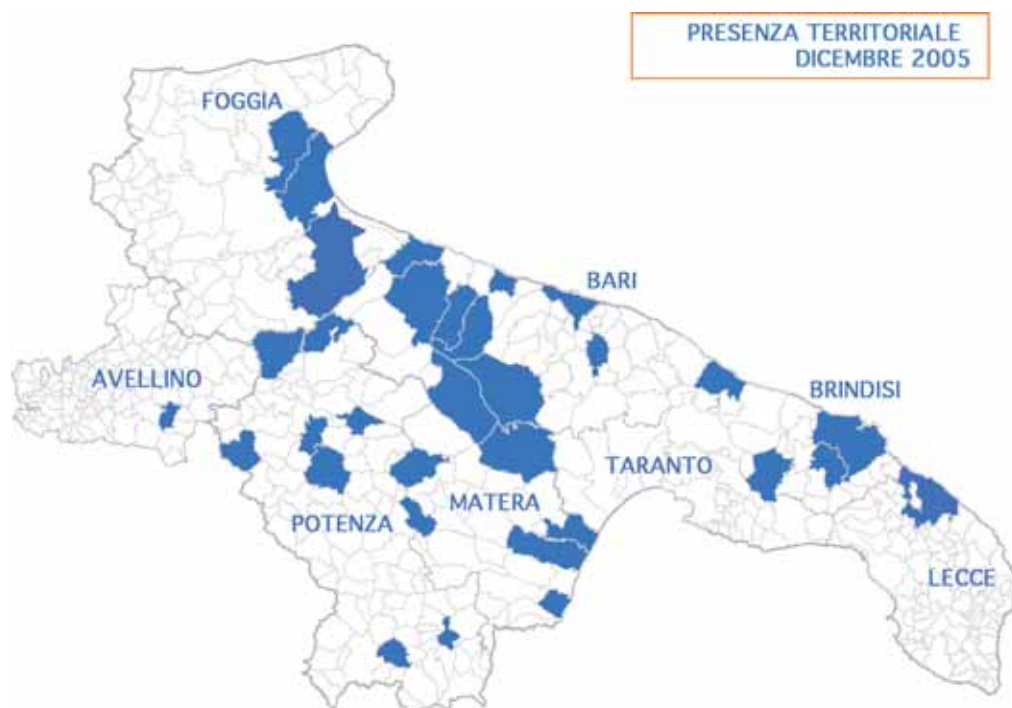 PRESENZA TERRITORIALE
DICEMBRE 2005
FOGGIA
BARI
AVELLINO
BRINDISI
TARANTO
MATERA
POTENZA
LECCE